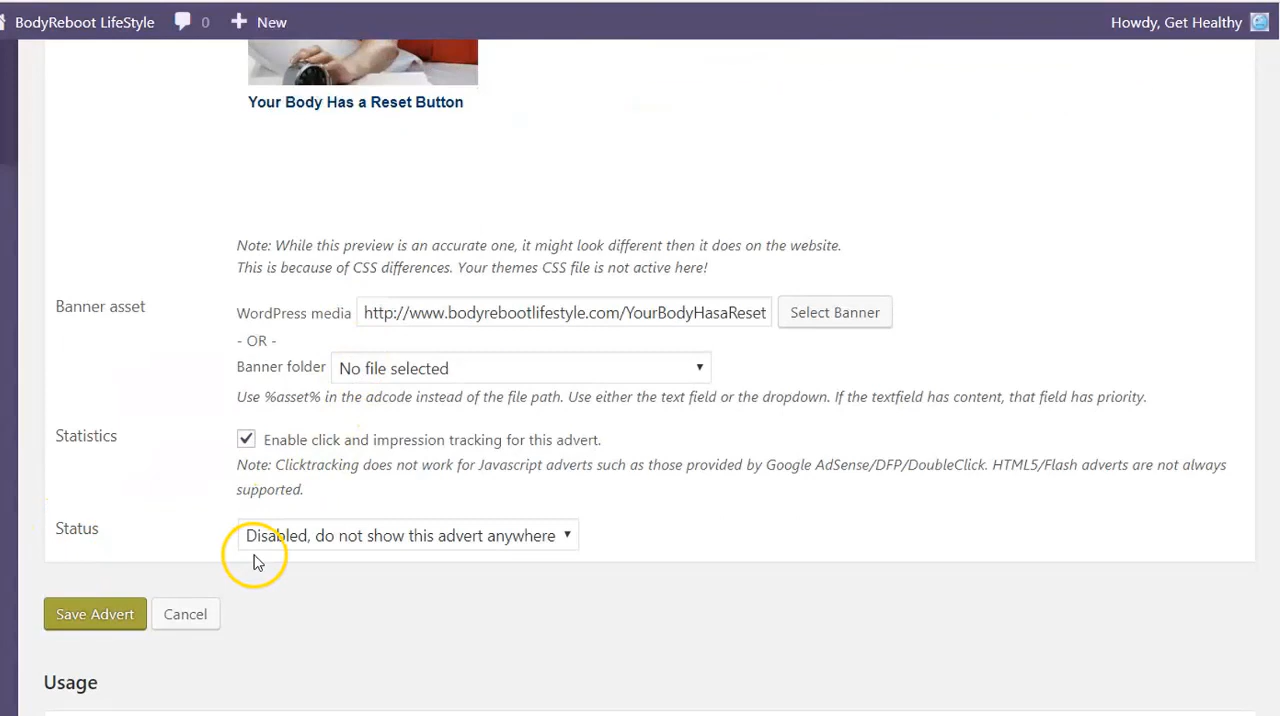 BodyReboot LifeStyle 0 New Howdy, Get Healthy
Your Body Has a Reset Button
Note: While this preview is an accurate one, it might look different then it does on the website.
This is because of CSS differences. Your themes CSS file is not active here!
Banner asset
WordPress media http://www.bodyrebootlifestyle.com/YourBodyHasaReset Select Banner
- OR -
Banner folder No file selected
Use %asset% in the adcode instead of the file path. Use either the text field or the dropdown. If the textfield has content, that field has priority.
Statistics
Enable click and impression tracking for this advert.
Note: Clicktracking does not work for Javascript adverts such as those provided by Google AdSense/DFP/DoubleClick. HTML5/Flash adverts are not always
supported.
Status
Disabled, do not show this advert anywhere
Save Advert Cancel
Usage